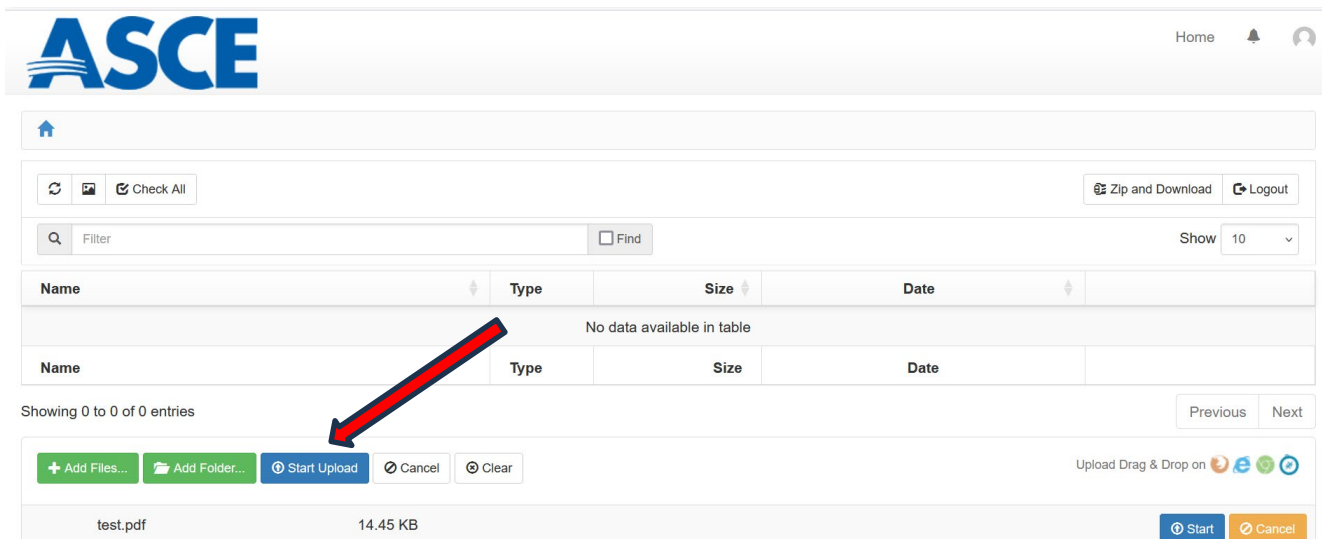 ASCE
Home
Check All
Zip and Download
Logout
Filter
Find
Show 10
Name Type Size Date
No data available in table
Name Type Size Date
Showing 0 to 0 of 0 entries
Previous Next
Add Files... Add Folder... Start Upload Cancel Clear
Upload Drag & Drop on
test.pdf 14.45 KB
Start Cancel